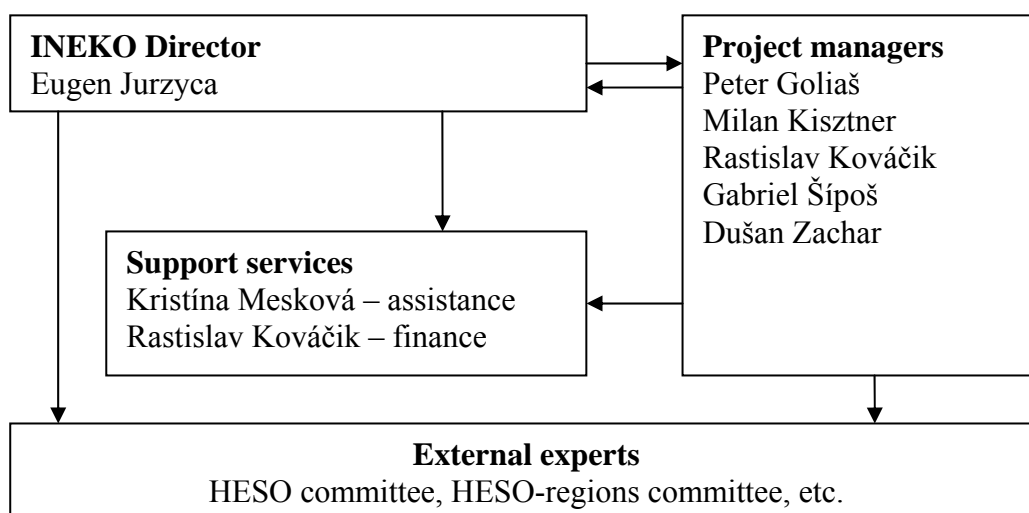 INEKO Director
Eugen Jurzyca
Project managers
Peter Goliaš
Milan Kisztner
Rastislav Kováčik
Gabriel Šípoš
Dušan Zachar
Support services
Kristína Mesková – assistance
Rastislav Kováčik – finance
External experts
HESO committee, HESO-regions committee, etc.